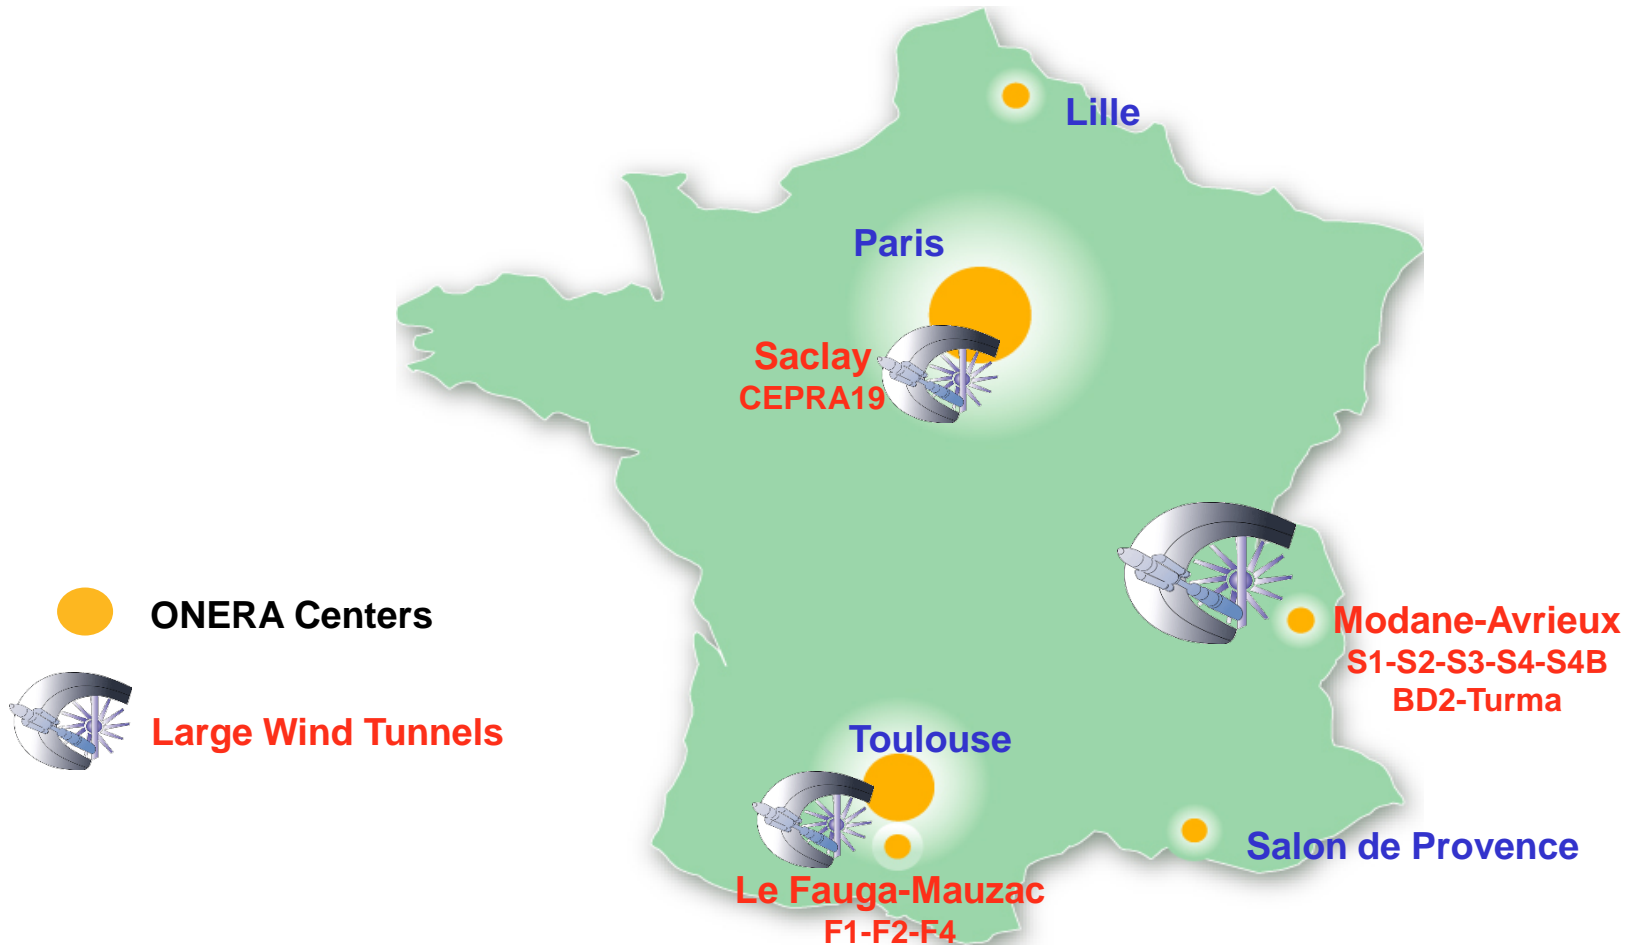 Lille
Paris
Saclay
CEPRA19
ONERA Centers
Modane-Avrieux
S1-S2-S3-S4-S4B
BD2-Turma
Large Wind Tunnels
Toulouse
Salon de Provence
Le Fauga-Mauzac
F1-F2-F4